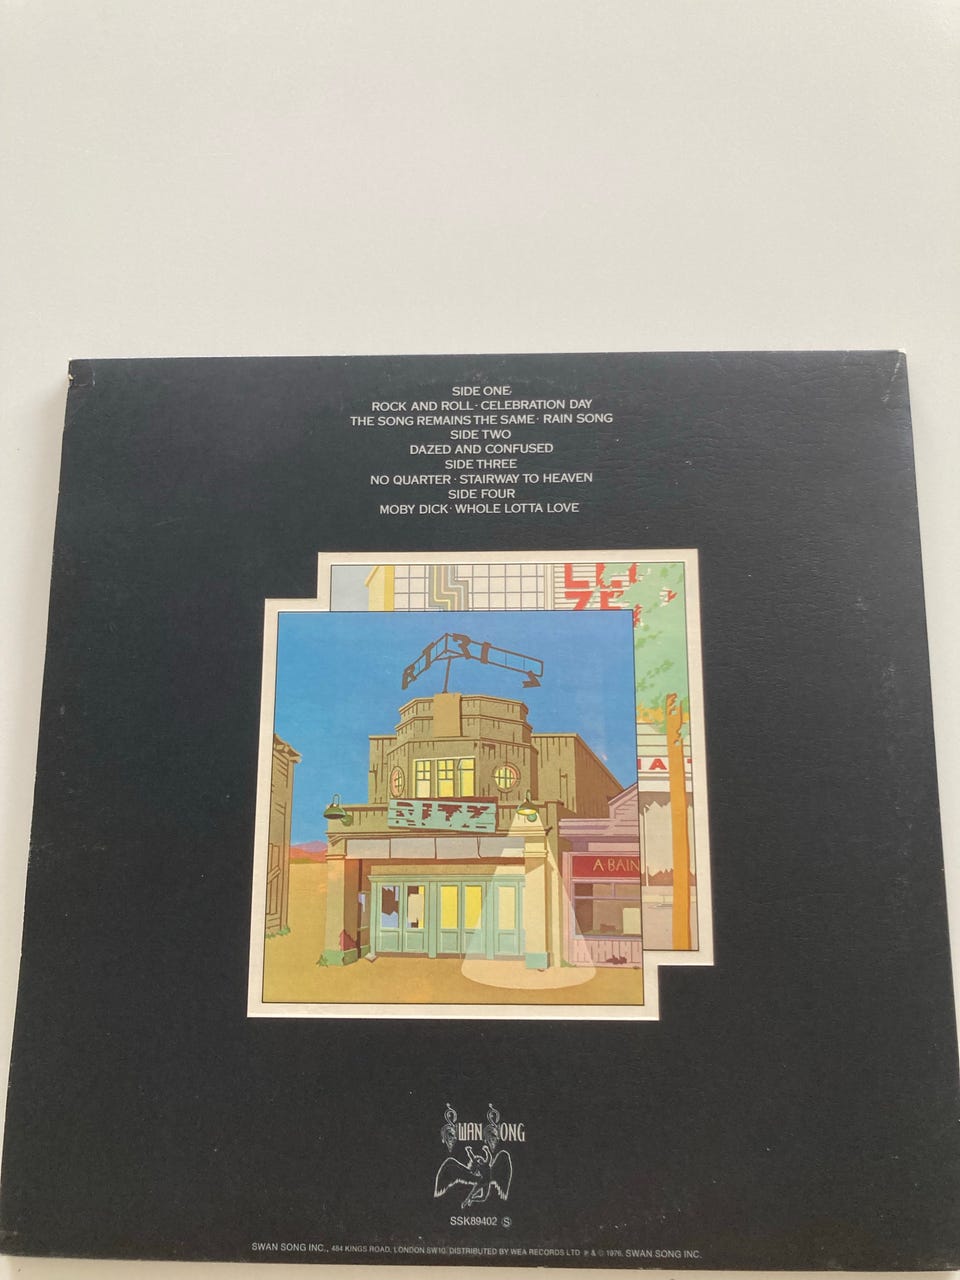 SIDE ONE
ROCK AND ROLL · CELEBRATION DAY
THE SONG REMAINS THE SAME · RAIN SONG
SIDE TWO
DAZED AND CONFUSED
SIDE THREE
NO QUARTER · STAIRWAY TO HEAVEN
SIDE FOUR
MOBY DICK · WHOLE LOTTA LOVE
RITZ
A·BAIN
SWAN SONG
SSK89402 Ⓢ
SWAN SONG INC., 484 KINGS ROAD, LONDON SW10. DISTRIBUTED BY WEA RECORDS LTD ℗ & © 1976. SWAN SONG INC.